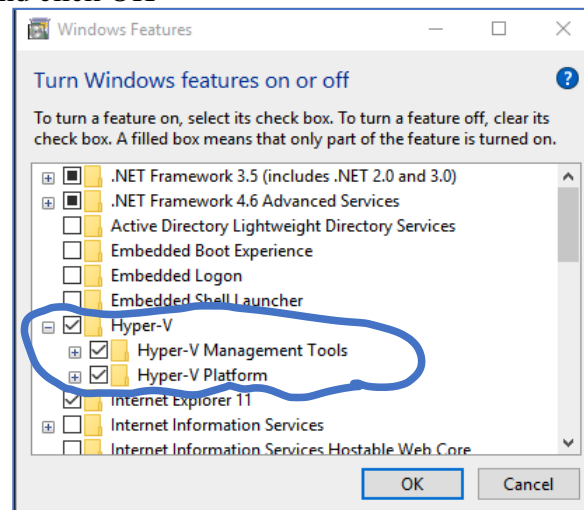 Windows Features
Turn Windows features on or off
To turn a feature on, select its check box. To turn a feature off, clear its
check box. A filled box means that only part of the feature is turned on.
.NET Framework 3.5 (includes .NET 2.0 and 3.0)
.NET Framework 4.6 Advanced Services
Active Directory Lightweight Directory Services
Embedded Boot Experience
Embedded Logon
Embedded Shell Launcher
Hyper-V
Hyper-V Management Tools
Hyper-V Platform
Internet Explorer 11
Internet Information Services
Internet Information Services Hostable Web Core
OK Cancel